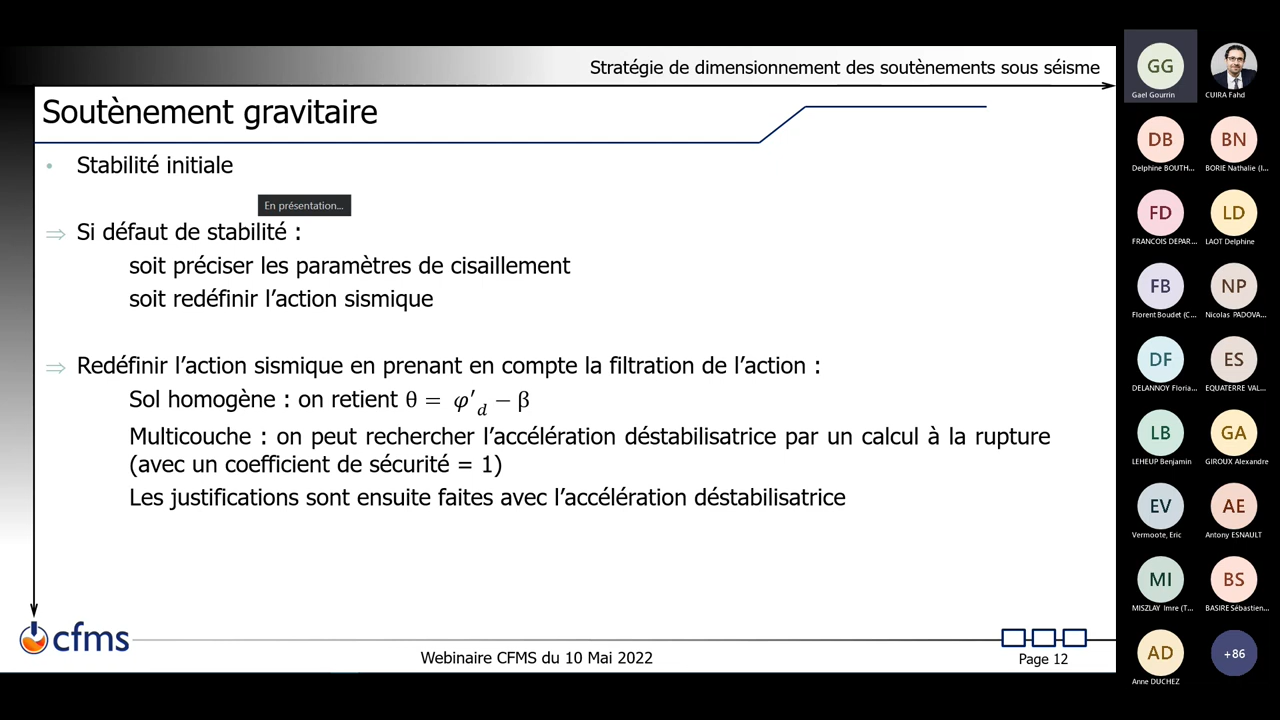 Stratégie de dimensionnement des soutènements sous séisme
Soutènement gravitaire
• Stabilité initiale
En présentation...
⇒ Si défaut de stabilité :
soit préciser les paramètres de cisaillement
soit redéfinir l'action sismique
⇒ Redéfinir l'action sismique en prenant en compte la filtration de l'action :
Sol homogène : on retient θ = φ′d − β
Multicouche : on peut rechercher l'accélération déstabilisatrice par un calcul à la rupture
(avec un coefficient de sécurité = 1)
Les justifications sont ensuite faites avec l'accélération déstabilisatrice
cfms
Webinaire CFMS du 10 Mai 2022
Page 12
GG
Gael Gourrin
CUIRA Fahd
DB
BN
Delphine BOUTH...
BORIE Nathalie (I...
FD
LD
FRANCOIS DEPAR...
LAOT Delphine
FB
NP
Florent Boudet (C...
Nicolas PADOVA...
DF
ES
DELANNOY Floria...
EQUATERRE VAL...
LB
GA
LEHEUP Benjamin
GIROUX Alexandre
EV
AE
Vermoote, Eric
Antony ESNAULT
MI
BS
MISZLAY Imre (T...
BASIRE Sébastien...
AD
+86
Anne DUCHEZ